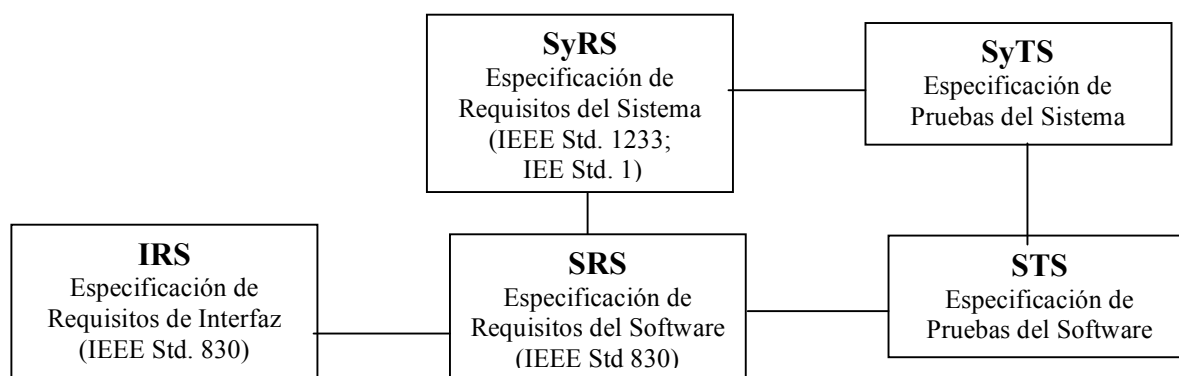 SyRS
Especificación de
Requisitos del Sistema
(IEEE Std. 1233;
IEE Std. 1)
SyTS
Especificación de
Pruebas del Sistema
IRS
Especificación de
Requisitos de Interfaz
(IEEE Std. 830)
SRS
Especificación de
Requisitos del Software
(IEEE Std 830)
STS
Especificación de
Pruebas del Software